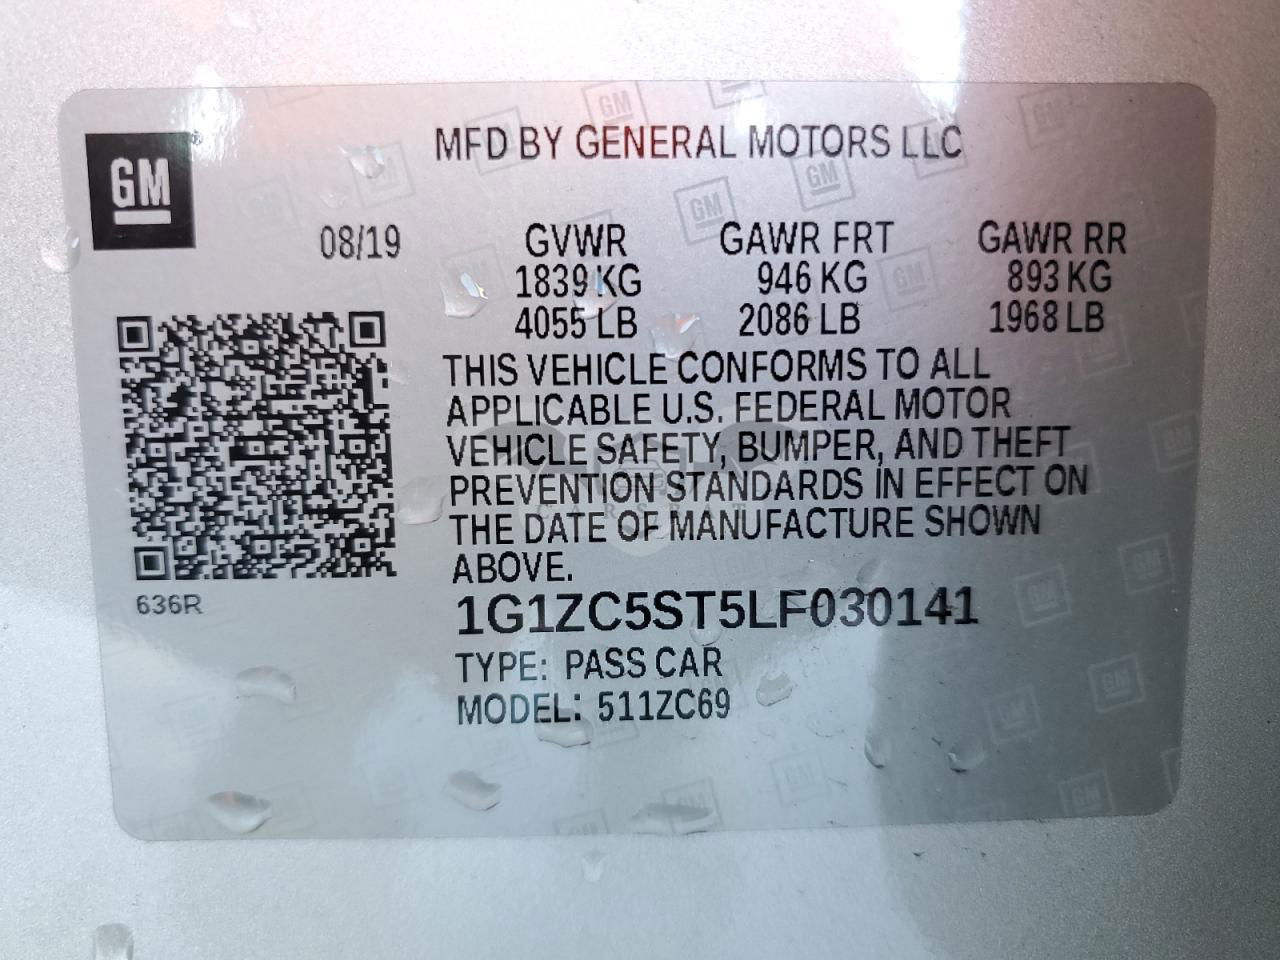 GM
MFD BY GENERAL MOTORS LLC
08/19 GVWR GAWR FRT GAWR RR
1839 KG 946 KG 893 KG
4055 LB 2086 LB 1968 LB
THIS VEHICLE CONFORMS TO ALL
APPLICABLE U.S. FEDERAL MOTOR
VEHICLE SAFETY, BUMPER, AND THEFT
PREVENTION STANDARDS IN EFFECT ON
THE DATE OF MANUFACTURE SHOWN
ABOVE.
636R
1G1ZC5ST5LF030141
TYPE: PASS CAR
MODEL: 511ZC69